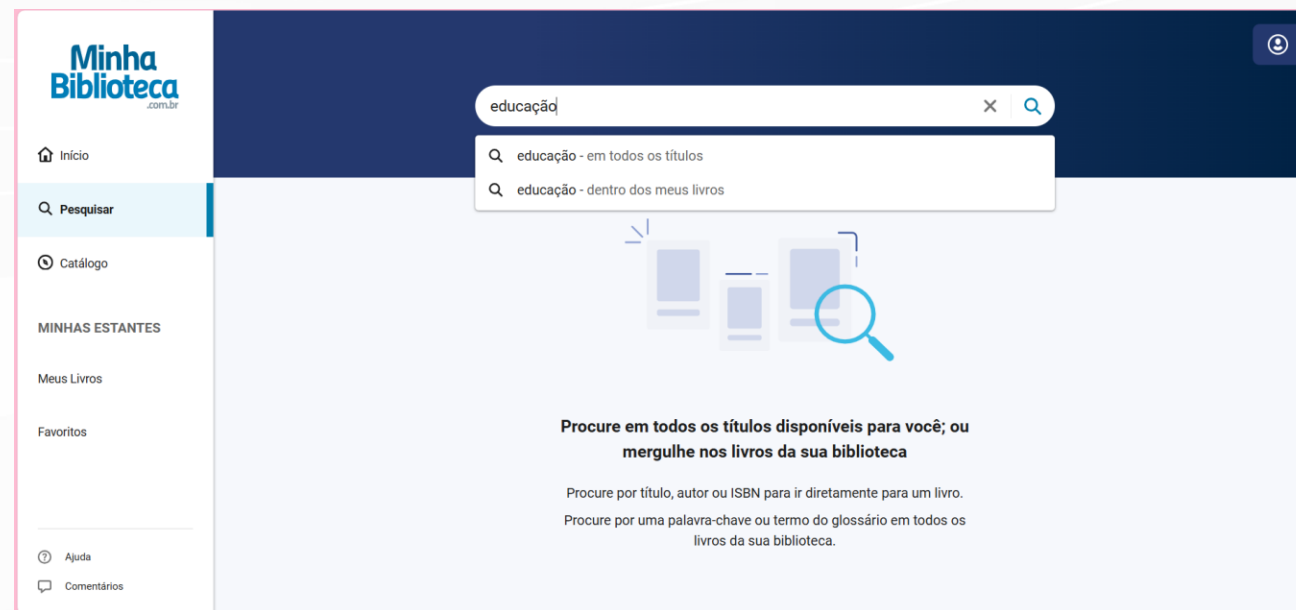 Minha
Biblioteca
.com.br
Início
Pesquisar
Catálogo
MINHAS ESTANTES
Meus Livros
Favoritos
Ajuda
Comentários
educação
educação - em todos os títulos
educação - dentro dos meus livros
Procure em todos os títulos disponíveis para você; ou
mergulhe nos livros da sua biblioteca
Procure por título, autor ou ISBN para ir diretamente para um livro.
Procure por uma palavra-chave ou termo do glossário em todos os
livros da sua biblioteca.